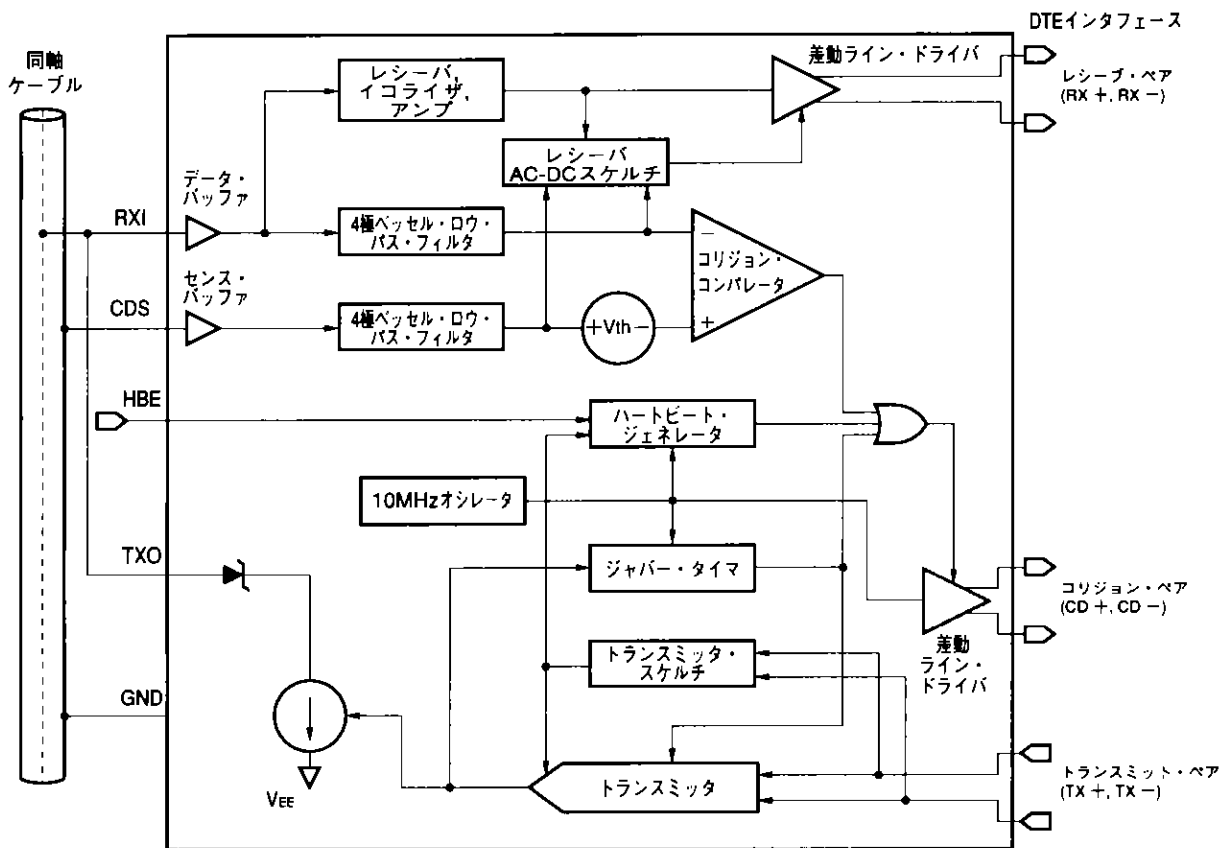 DTEインタフェース
同軸
ケーブル
レシーバ,
イコライザ,
アンプ
差動ライン・ドライバ
レシーブ・ペア
(RX +, RX −)
レシーバ
AC-DCスケルチ
データ・
バッファ
RXI
4極ベッセル・ロウ・
パス・フィルタ
−
コリジョン・
コンパレータ
+
センス・
バッファ
CDS
4極ベッセル・ロウ・
パス・フィルタ
+Vth−
HBE
ハートビート・
ジェネレータ
10MHzオシレータ
TXO
ジャバー・タイマ
コリジョン・ペア
(CD +, CD −)
差動
ライン・
ドライバ
トランスミッタ・
スケルチ
GND
VEE
トランスミッタ
トランスミット・ペア
(TX +, TX −)